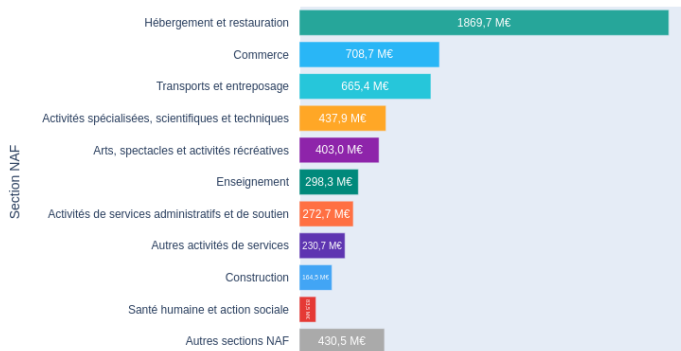 Section NAF
Hébergement et restauration 1869,7 M€
Commerce 708,7 M€
Transports et entreposage 665,4 M€
Activités spécialisées, scientifiques et techniques 437,9 M€
Arts, spectacles et activités récréatives 403,0 M€
Enseignement 298,3 M€
Activités de services administratifs et de soutien 272,7 M€
Autres activités de services 230,7 M€
Construction 164.5 M€
Santé humaine et action sociale
Autres sections NAF 430,5 M€